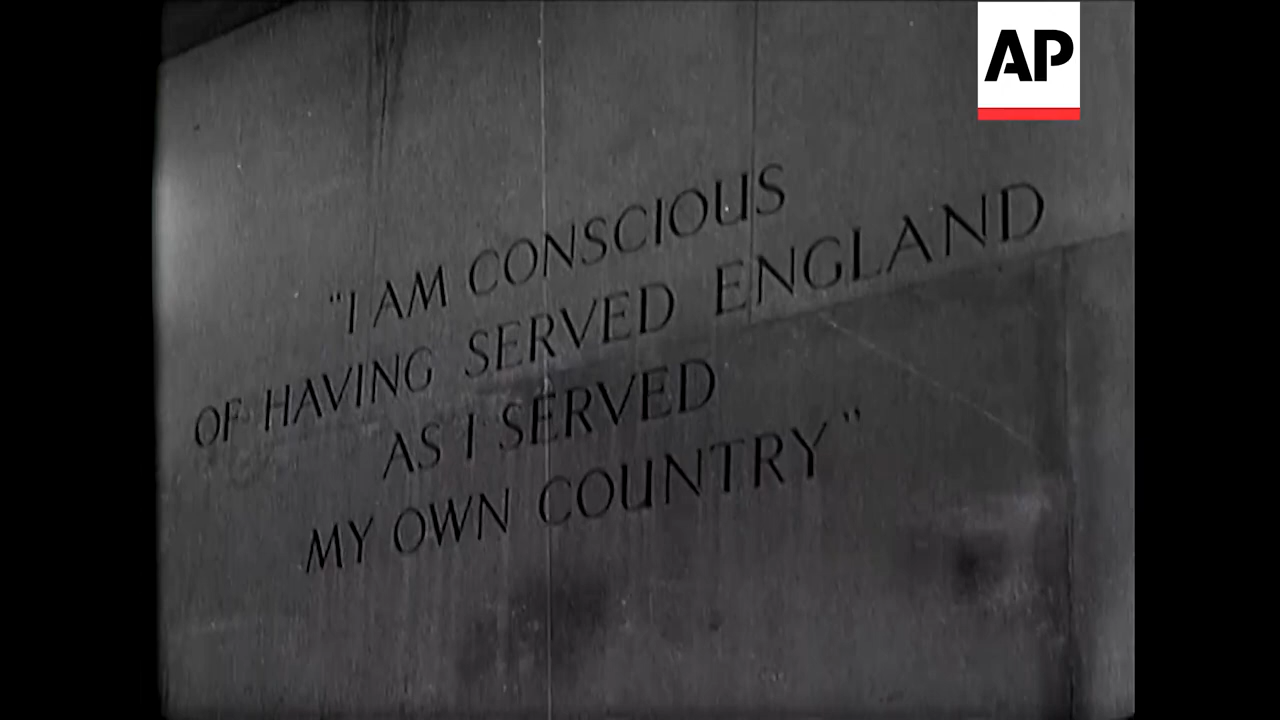 AP
"I AM CONSCIOUS
OF HAVING SERVED ENGLAND
AS I SERVED
MY OWN COUNTRY"